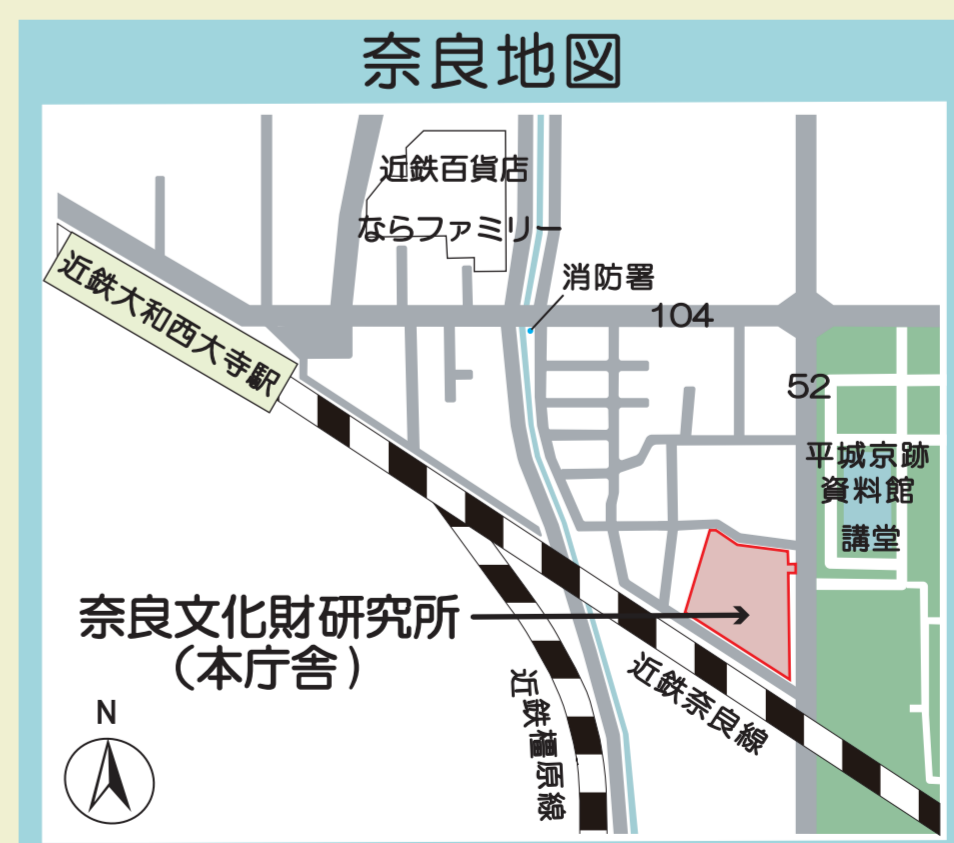 奈良地図
近鉄百貨店
ならファミリー
消防署
104
近鉄大和西大寺駅
52
平城京跡
資料館
講堂
奈良文化財研究所
(本庁舎)
近鉄奈良線
近鉄橿原線
N